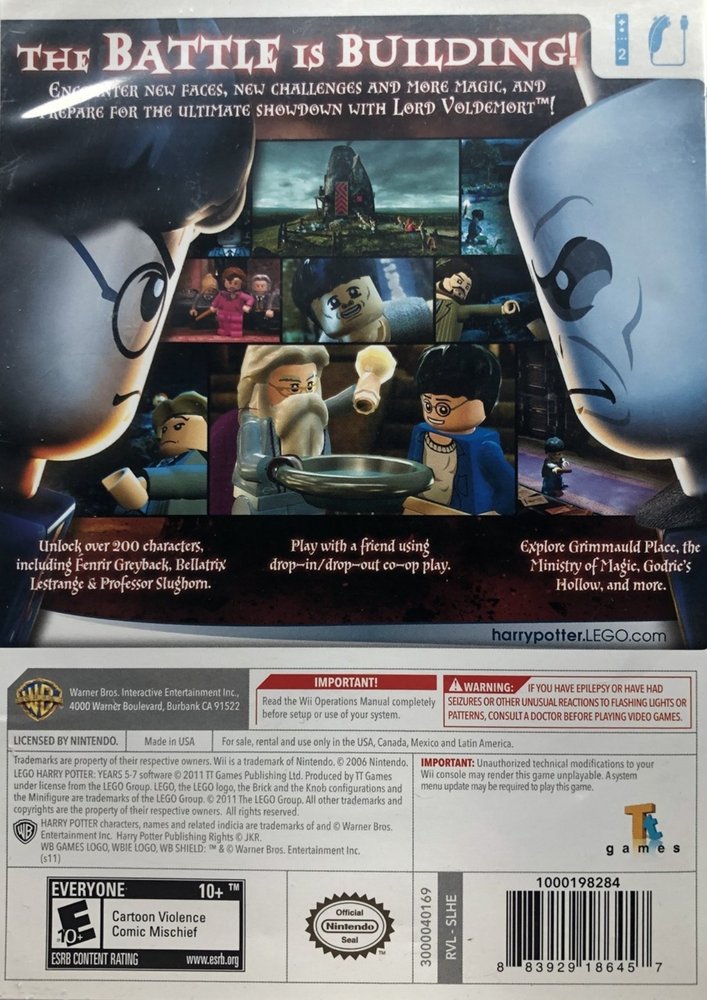 The Battle is Building!
Encounter new faces, new challenges and more magic, and
prepare for the ultimate showdown with Lord Voldemort™!
2
Unlock over 200 characters,
including Fenrir Greyback, Bellatrix
Lestrange & Professor Slughorn.
Play with a friend using
drop-in/drop-out co-op play.
Explore Grimmauld Place, the
Ministry of Magic, Godric's
Hollow, and more.
harrypotter.LEGO.com
WB
Warner Bros. Interactive Entertainment Inc.,
4000 Warner Boulevard, Burbank CA 91522
IMPORTANT!
Read the Wii Operations Manual completely
before setup or use of your system.
WARNING: IF YOU HAVE EPILEPSY OR HAVE HAD
SEIZURES OR OTHER UNUSUAL REACTIONS TO FLASHING LIGHTS OR
PATTERNS, CONSULT A DOCTOR BEFORE PLAYING VIDEO GAMES.
LICENSED BY NINTENDO.
Made in USA
For sale, rental and use only in the USA, Canada, Mexico and Latin America.
Trademarks are property of their respective owners. Wii is a trademark of Nintendo. © 2006 Nintendo.
LEGO HARRY POTTER: YEARS 5-7 software © 2011 TT Games Publishing Ltd. Produced by TT Games
under license from the LEGO Group. LEGO, the LEGO logo, the Brick and the Knob configurations and
the Minifigure are trademarks of the LEGO Group. © 2011 The LEGO Group. All other trademarks and
copyrights are the property of their respective owners. All rights reserved.
WB
HARRY POTTER characters, names and related indicia are trademarks of and © Warner Bros.
Entertainment Inc. Harry Potter Publishing Rights © JKR.
WB GAMES LOGO, WBIE LOGO, WB SHIELD: ™ & © Warner Bros. Entertainment Inc.
(s11)
IMPORTANT: Unauthorized technical modifications to your
Wii console may render this game unplayable. A system
menu update may be required to play this game.
Tt
games
EVERYONE 10+ ™
E
10+
Cartoon Violence
Comic Mischief
ESRB CONTENT RATING www.esrb.org
Official
Nintendo
Seal
3000040169
RVL - SLHE
1000198284
8 83929 18645 7